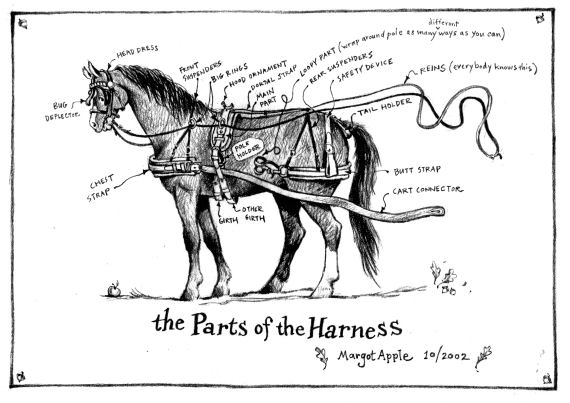 HEAD DRESS
FRONT
SUSPENDERS
BIG RINGS
HOOD ORNAMENT
DORSAL STRAP
MAIN
PART
LOOPY PART (wrap around pole as many different ways as you can)
REAR SUSPENDERS
SAFETY DEVICE
REINS (everybody knows this)
TAIL HOLDER
BUG
DEFLECTOR
POLE
HOLDER
CHEST
STRAP
BUTT STRAP
CART CONNECTOR
GIRTH
OTHER
GIRTH
the Parts of the Harness
Margot Apple 10/2002